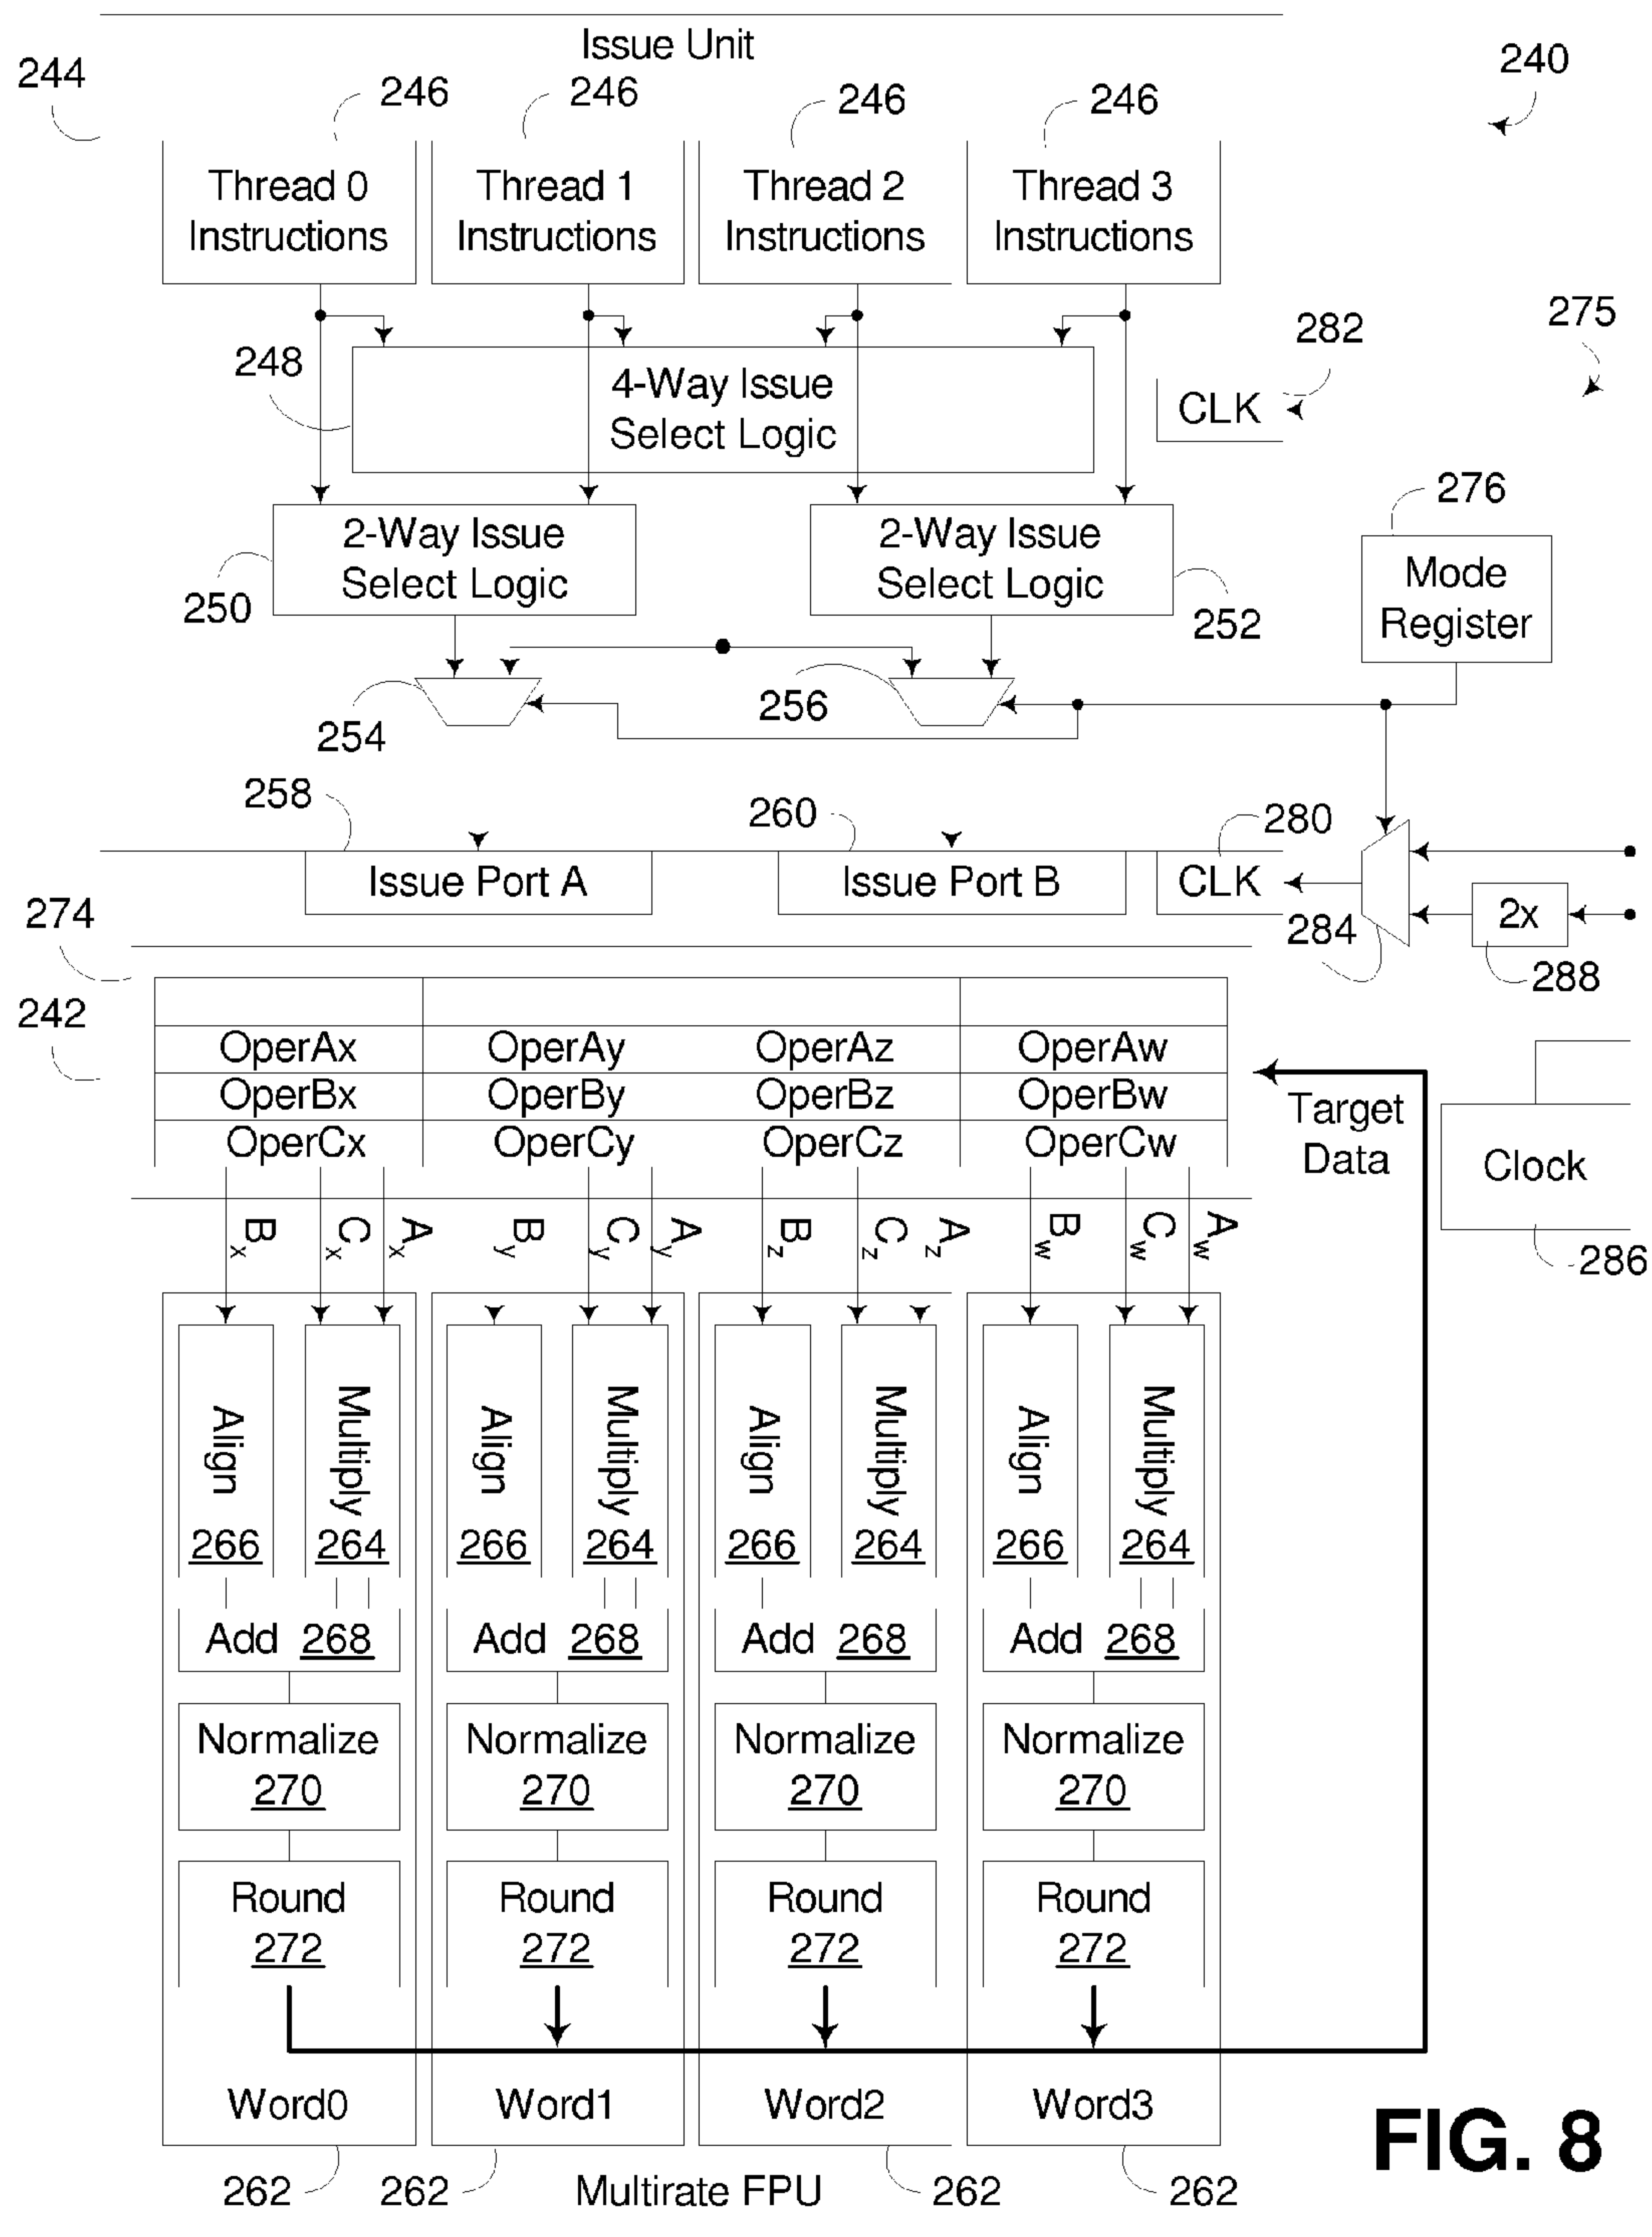 Issue Unit
244
246
246
246
246
240
Thread 0
Instructions
Thread 1
Instructions
Thread 2
Instructions
Thread 3
Instructions
248
4-Way Issue
Select Logic
282
CLK
275
276
Mode
Register
2-Way Issue
Select Logic
2-Way Issue
Select Logic
250
252
254
256
258
260
280
Issue Port A
Issue Port B
CLK
284
2x
288
274
242
OperAx OperAy OperAz OperAw
OperBx OperBy OperBz OperBw
OperCx OperCy OperCz OperCw
Target
Data
Clock
286
Bx Cx Ax By Cy Ay Bz Cz Az Bw Cw Aw
Align
266
Multiply
264
Align
266
Multiply
264
Align
266
Multiply
264
Align
266
Multiply
264
Add 268 Add 268 Add 268 Add 268
Normalize
270
Normalize
270
Normalize
270
Normalize
270
Round
272
Round
272
Round
272
Round
272
Word0 Word1 Word2 Word3
262 262 Multirate FPU 262 262
FIG. 8